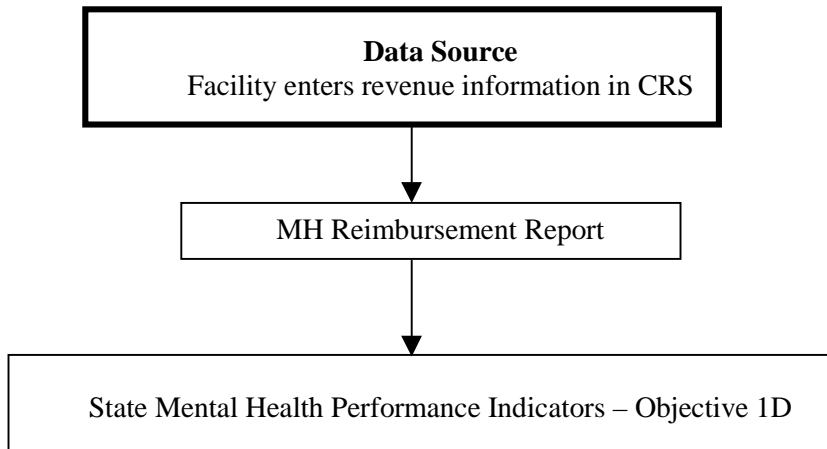 Data Source
Facility enters revenue information in CRS
MH Reimbursement Report
State Mental Health Performance Indicators – Objective 1D